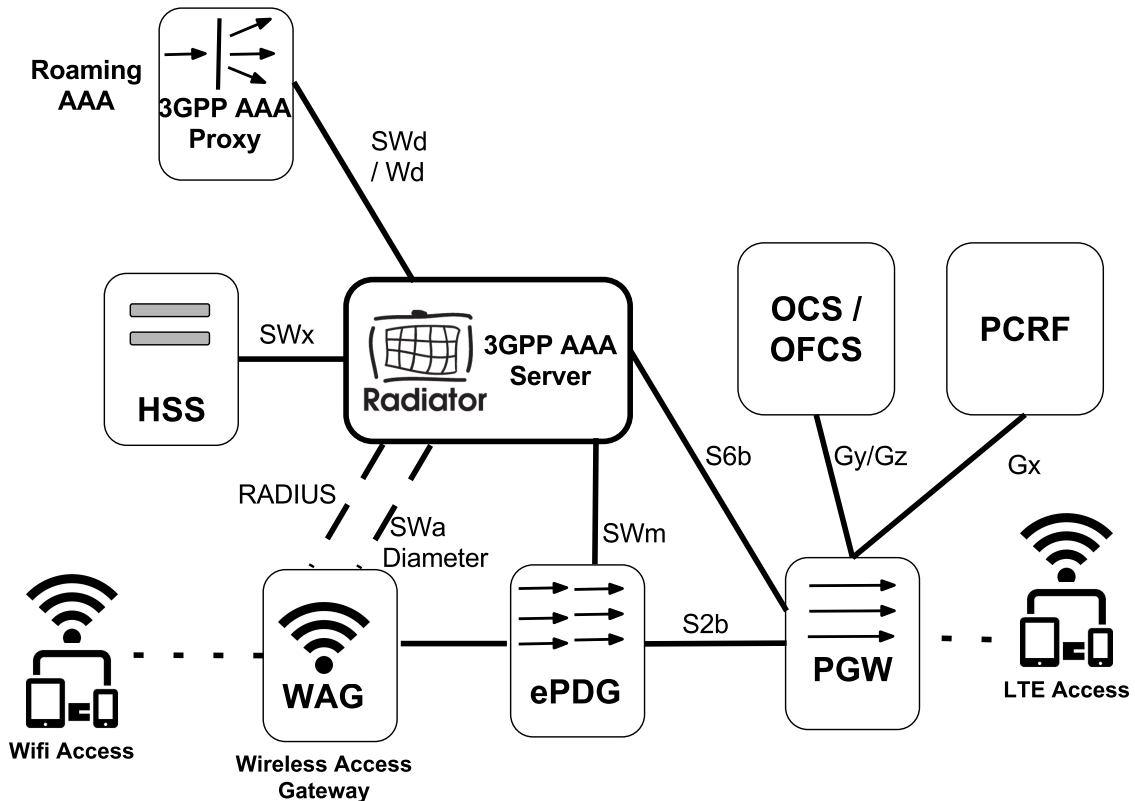 Roaming
AAA
3GPP AAA
Proxy
SWd
/ Wd
HSS
SWx
Radiator
3GPP AAA
Server
OCS /
OFCS
PCRF
RADIUS
SWa
Diameter
SWm
S6b
Gy/Gz
Gx
Wifi Access
WAG
Wireless Access
Gateway
ePDG
S2b
PGW
LTE Access